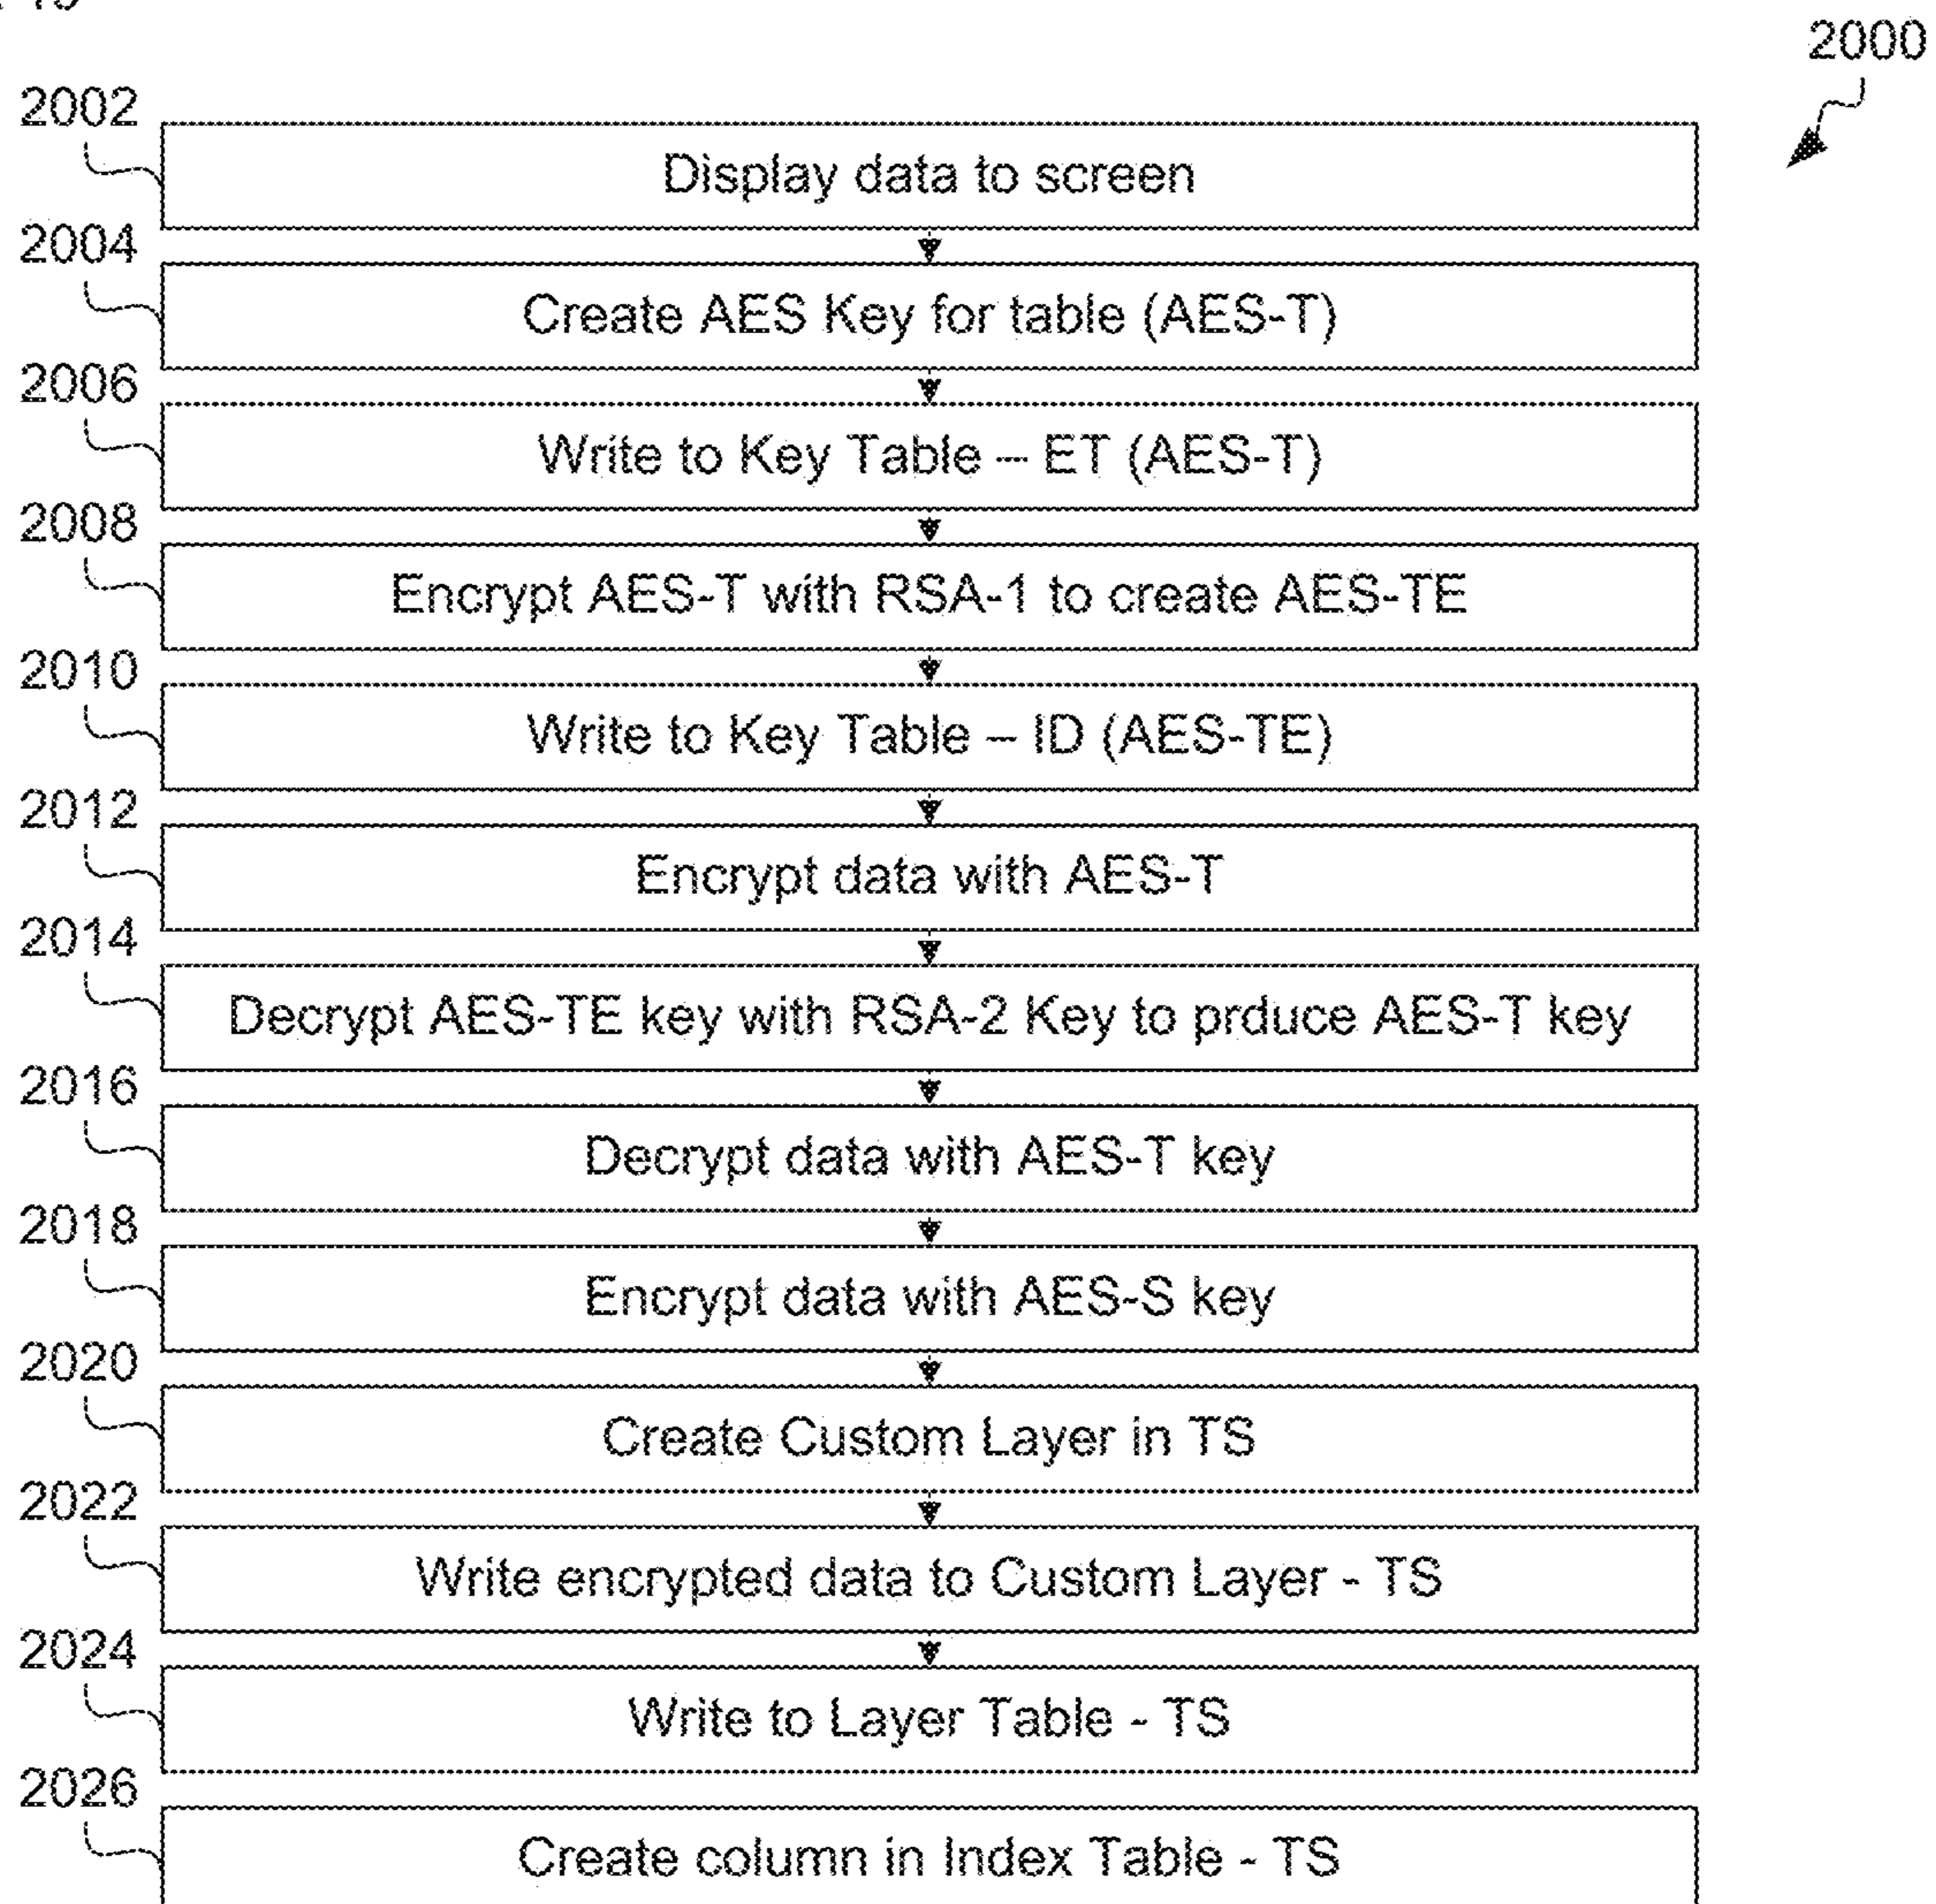 2000
2002
Display data to screen
2004
Create AES Key for table (AES-T)
2006
Write to Key Table – ET (AES-T)
2008
Encrypt AES-T with RSA-1 to create AES-TE
2010
Write to Key Table – ID (AES-TE)
2012
Encrypt data with AES-T
2014
Decrypt AES-TE key with RSA-2 Key to prduce AES-T key
2016
Decrypt data with AES-T key
2018
Encrypt data with AES-S key
2020
Create Custom Layer in TS
2022
Write encrypted data to Custom Layer - TS
2024
Write to Layer Table - TS
2026
Create column in Index Table - TS